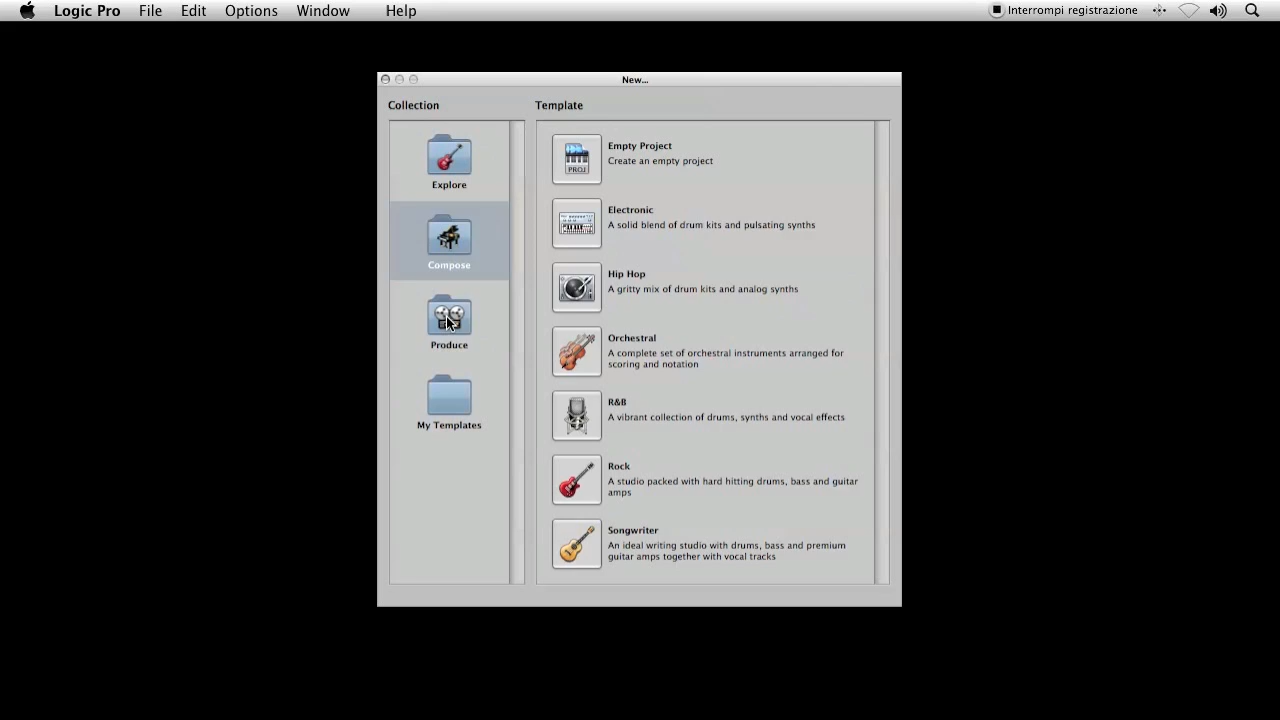 Logic Pro File Edit Options Window Help Interrompi registrazione
New...
Collection
Template
Explore
Compose
Produce
My Templates
Empty Project
Create an empty project
PROJ
Electronic
A solid blend of drum kits and pulsating synths
Hip Hop
A gritty mix of drum kits and analog synths
Orchestral
A complete set of orchestral instruments arranged for
scoring and notation
R&B
A vibrant collection of drums, synths and vocal effects
Rock
A studio packed with hard hitting drums, bass and guitar
amps
Songwriter
An ideal writing studio with drums, bass and premium
guitar amps together with vocal tracks